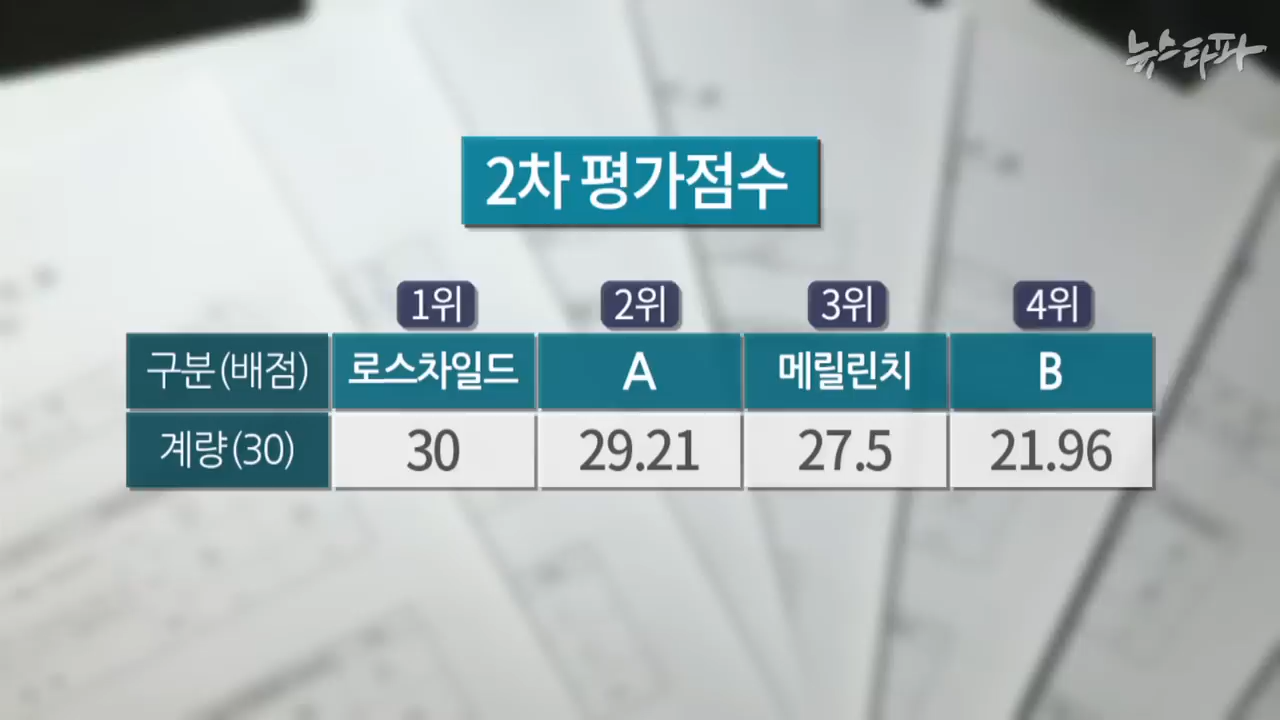 뉴스타파
2차 평가점수
1위 2위 3위 4위
구분(배점) 로스차일드 A 메릴린치 B
계량(30) 30 29.21 27.5 21.96